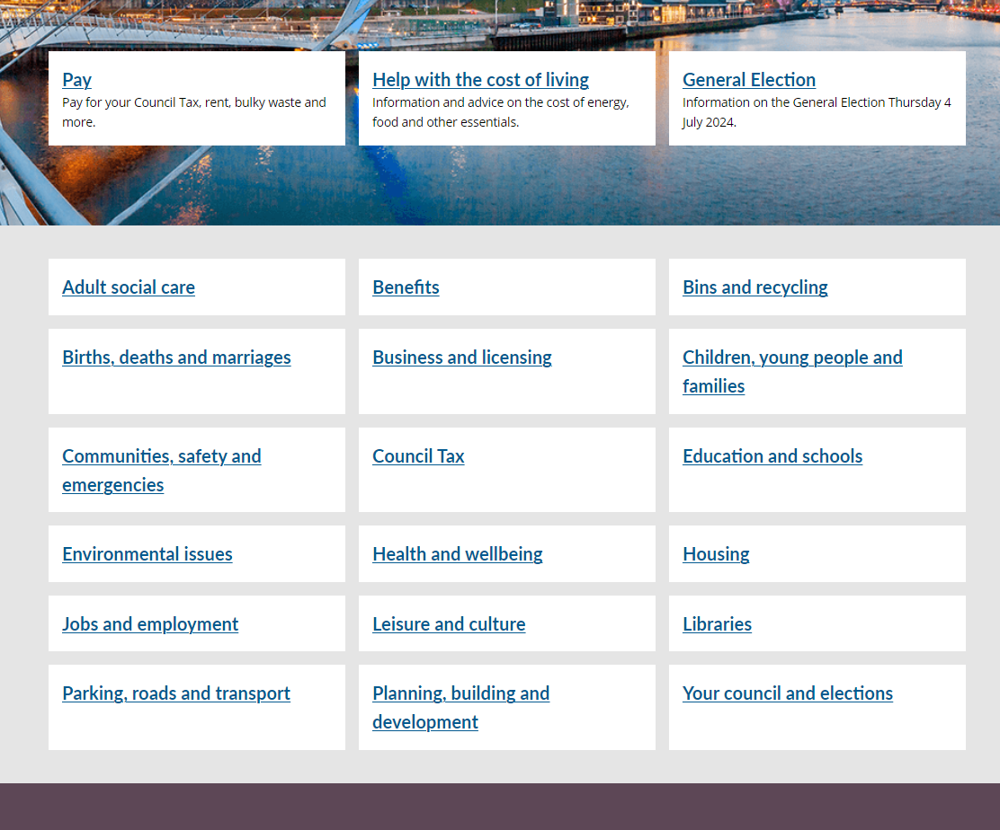 Pay
Pay for your Council Tax, rent, bulky waste and
more.
Help with the cost of living
Information and advice on the cost of energy,
food and other essentials.
General Election
Information on the General Election Thursday 4
July 2024.
Adult social care
Benefits
Bins and recycling
Births, deaths and marriages
Business and licensing
Children, young people and
families
Communities, safety and
emergencies
Council Tax
Education and schools
Environmental issues
Health and wellbeing
Housing
Jobs and employment
Leisure and culture
Libraries
Parking, roads and transport
Planning, building and
development
Your council and elections